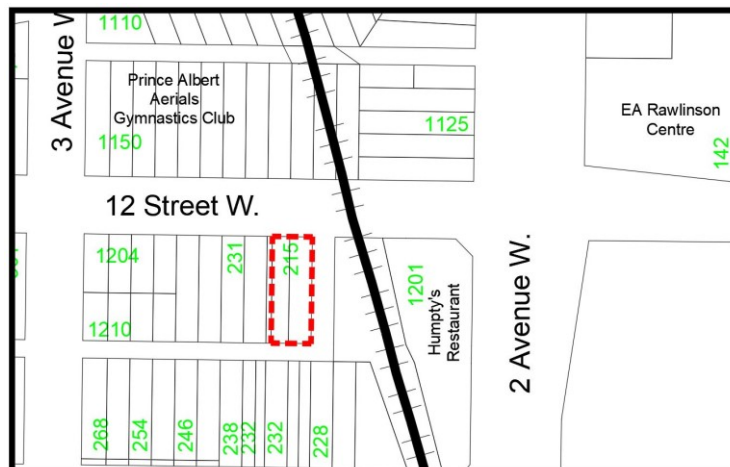 1110
3 Avenue W
Prince Albert
Aerials
Gymnastics Club
1150
1125
EA Rawlinson
Centre
142
12 Street W.
1204
231
215
1210
1201
Humpty's
Restaurant
2 Avenue W.
268
254
246
238
232
232
228